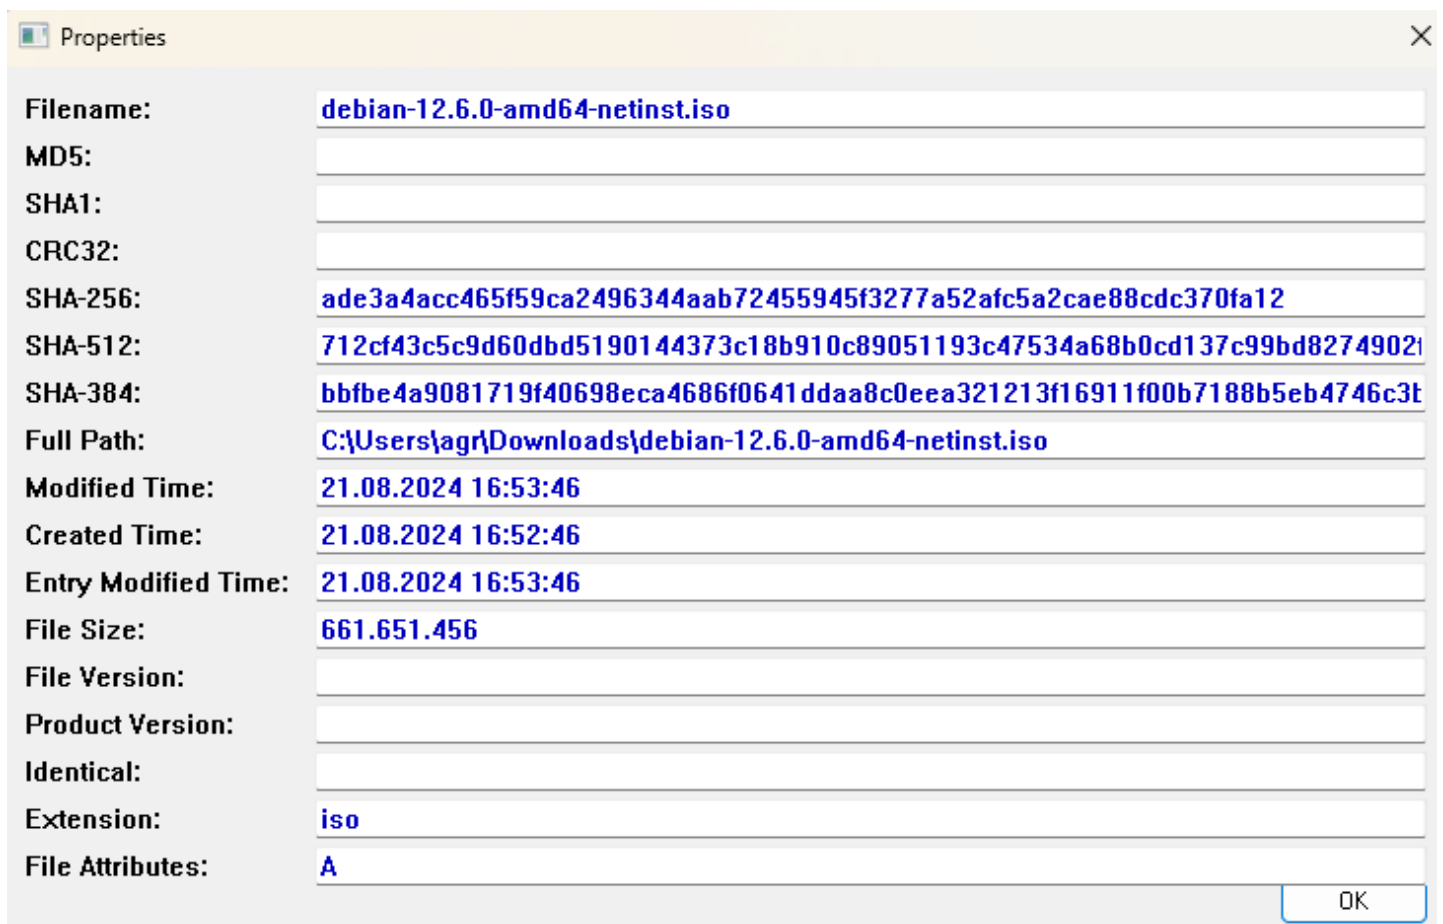 Properties
Filename: debian-12.6.0-amd64-netinst.iso
MD5:
SHA1:
CRC32:
SHA-256: ade3a4acc465f59ca2496344aab72455945f3277a52afc5a2cae88cdc370fa12
SHA-512: 712cf43c5c9d60dbd5190144373c18b910c89051193c47534a68b0cd137c99bd8274902f
SHA-384: bbfbe4a9081719f40698eca4686f0641ddaa8c0eea321213f16911f00b7188b5eb4746c3b
Full Path: C:\Users\agr\Downloads\debian-12.6.0-amd64-netinst.iso
Modified Time: 21.08.2024 16:53:46
Created Time: 21.08.2024 16:52:46
Entry Modified Time: 21.08.2024 16:53:46
File Size: 661.651.456
File Version:
Product Version:
Identical:
Extension: iso
File Attributes: A
OK